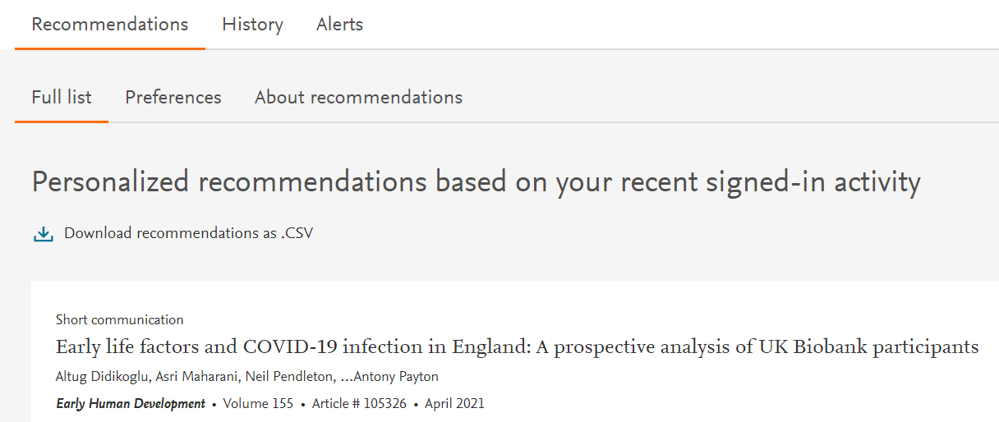 Recommendations History Alerts
Full list Preferences About recommendations
Personalized recommendations based on your recent signed-in activity
Download recommendations as .CSV
Short communication
Early life factors and COVID-19 infection in England: A prospective analysis of UK Biobank participants
Altug Didikoglu, Asri Maharani, Neil Pendleton, ...Antony Payton
Early Human Development • Volume 155 • Article # 105326 • April 2021